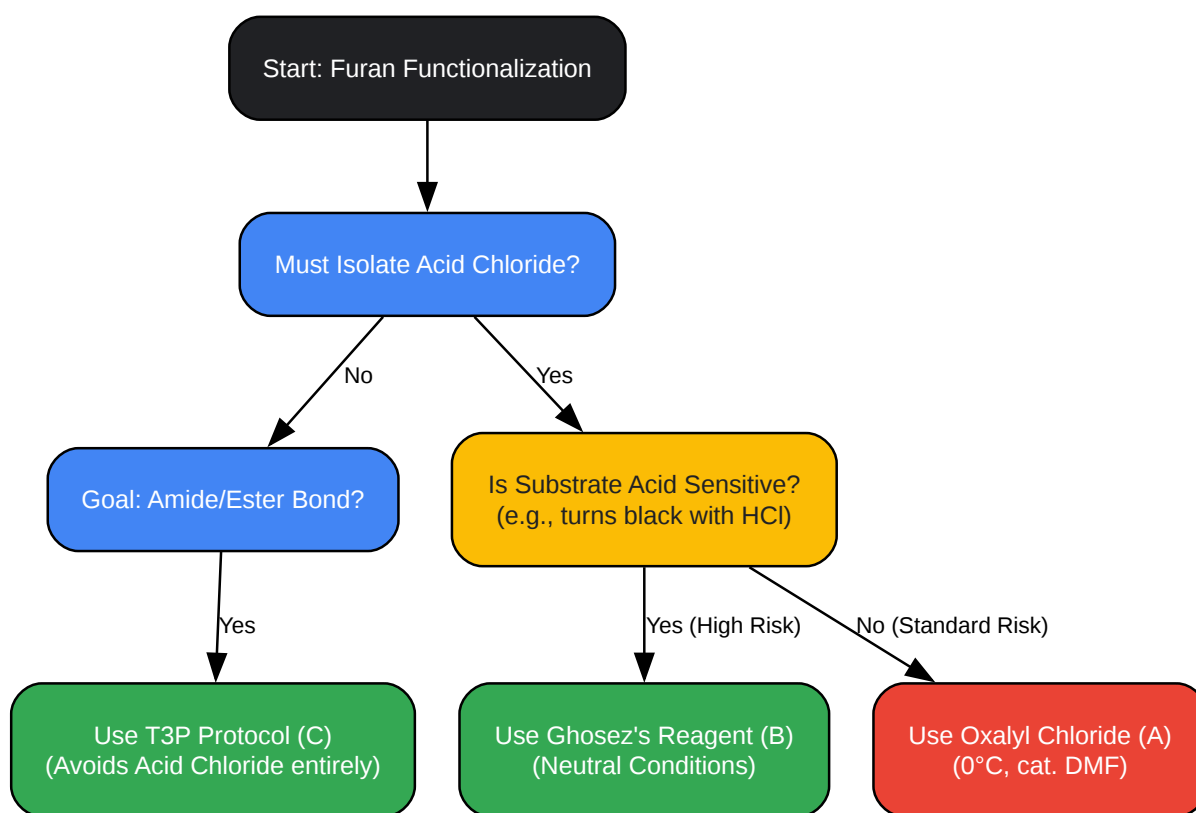 Start: Furan Functionalization
Must Isolate Acid Chloride?
No
Yes
Goal: Amide/Ester Bond?
Is Substrate Acid Sensitive?
(e.g., turns black with HCl)
Yes
Yes (High Risk)
No (Standard Risk)
Use T3P Protocol (C)
(Avoids Acid Chloride entirely)
Use Ghosez's Reagent (B)
(Neutral Conditions)
Use Oxalyl Chloride (A)
(0°C, cat. DMF)